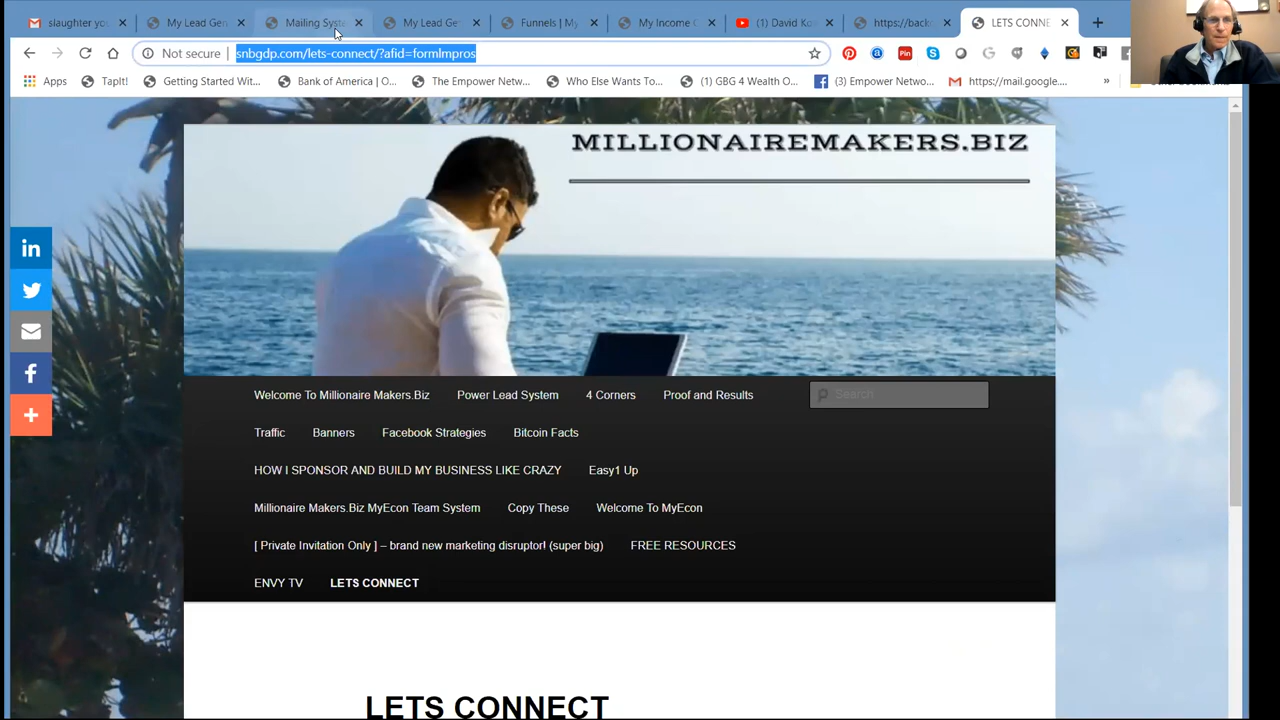 slaughter you
My Lead Gen
Mailing Syste
My Lead Gen
Funnels | My
My Income C
(1) David Ko
https://back
LETS CONNE
Not secure
snbgdp.com/lets-connect/?afid=formlmpros
Apps
TapIt!
Getting Started Wit...
Bank of America | O...
The Empower Netw...
Who Else Wants To...
(1) GBG 4 Wealth O...
(3) Empower Netwo...
https://mail.google....
»
MILLIONAIREMAKERS.BIZ
Welcome To Millionaire Makers.Biz
Power Lead System
4 Corners
Proof and Results
Search
Traffic
Banners
Facebook Strategies
Bitcoin Facts
HOW I SPONSOR AND BUILD MY BUSINESS LIKE CRAZY
Easy1 Up
Millionaire Makers.Biz MyEcon Team System
Copy These
Welcome To MyEcon
[ Private Invitation Only ] – brand new marketing disruptor! (super big)
FREE RESOURCES
ENVY TV
LETS CONNECT
LETS CONNECT